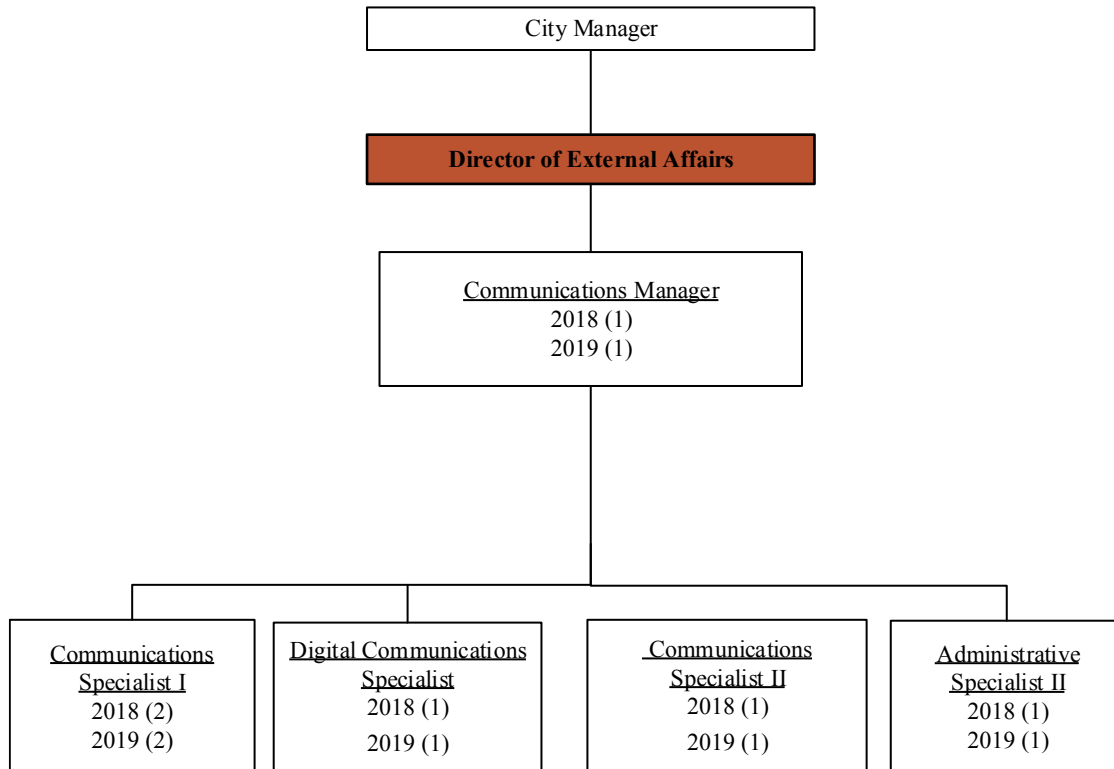 City Manager
Director of External Affairs
Communications Manager
2018 (1)
2019 (1)
Communications
Specialist I
2018 (2)
2019 (2)
Digital Communications
Specialist
2018 (1)
2019 (1)
Communications
Specialist II
2018 (1)
2019 (1)
Administrative
Specialist II
2018 (1)
2019 (1)